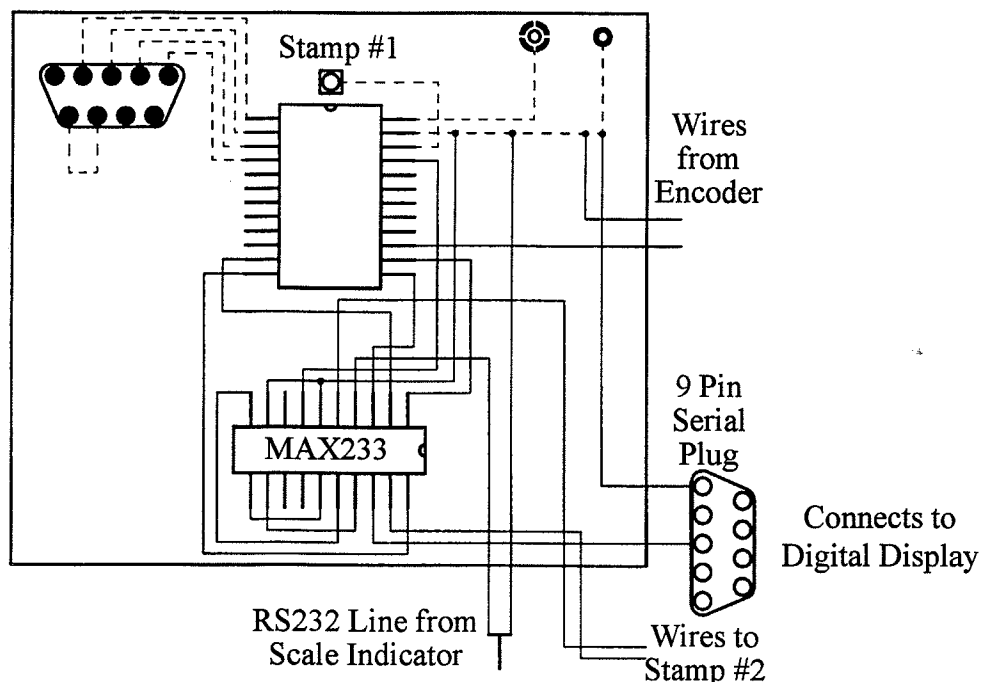 Stamp #1
Wires
from
Encoder
MAX233
9 Pin
Serial
Plug
Connects to
Digital Display
RS232 Line from
Scale Indicator
Wires to
Stamp #2